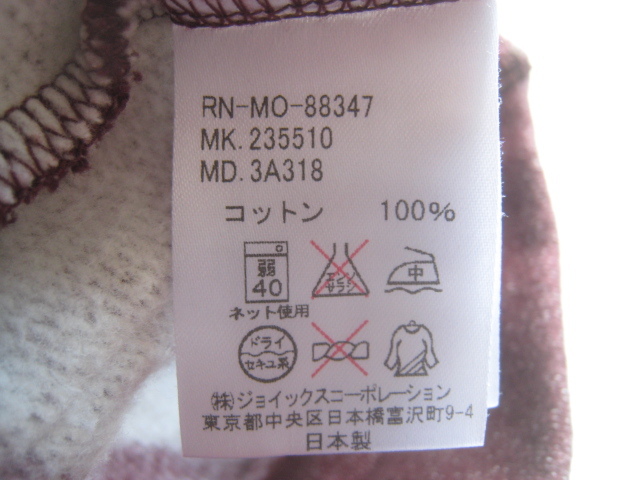 RN-MO-88347
MK.235510
MD.3A318
コットン 100%
弱
40
エンソ
サラシ
中
ネット使用
ドライ
セキユ系
㈱ジョイックスコーポレーション
東京都中央区日本橋富沢町9-4
日本製